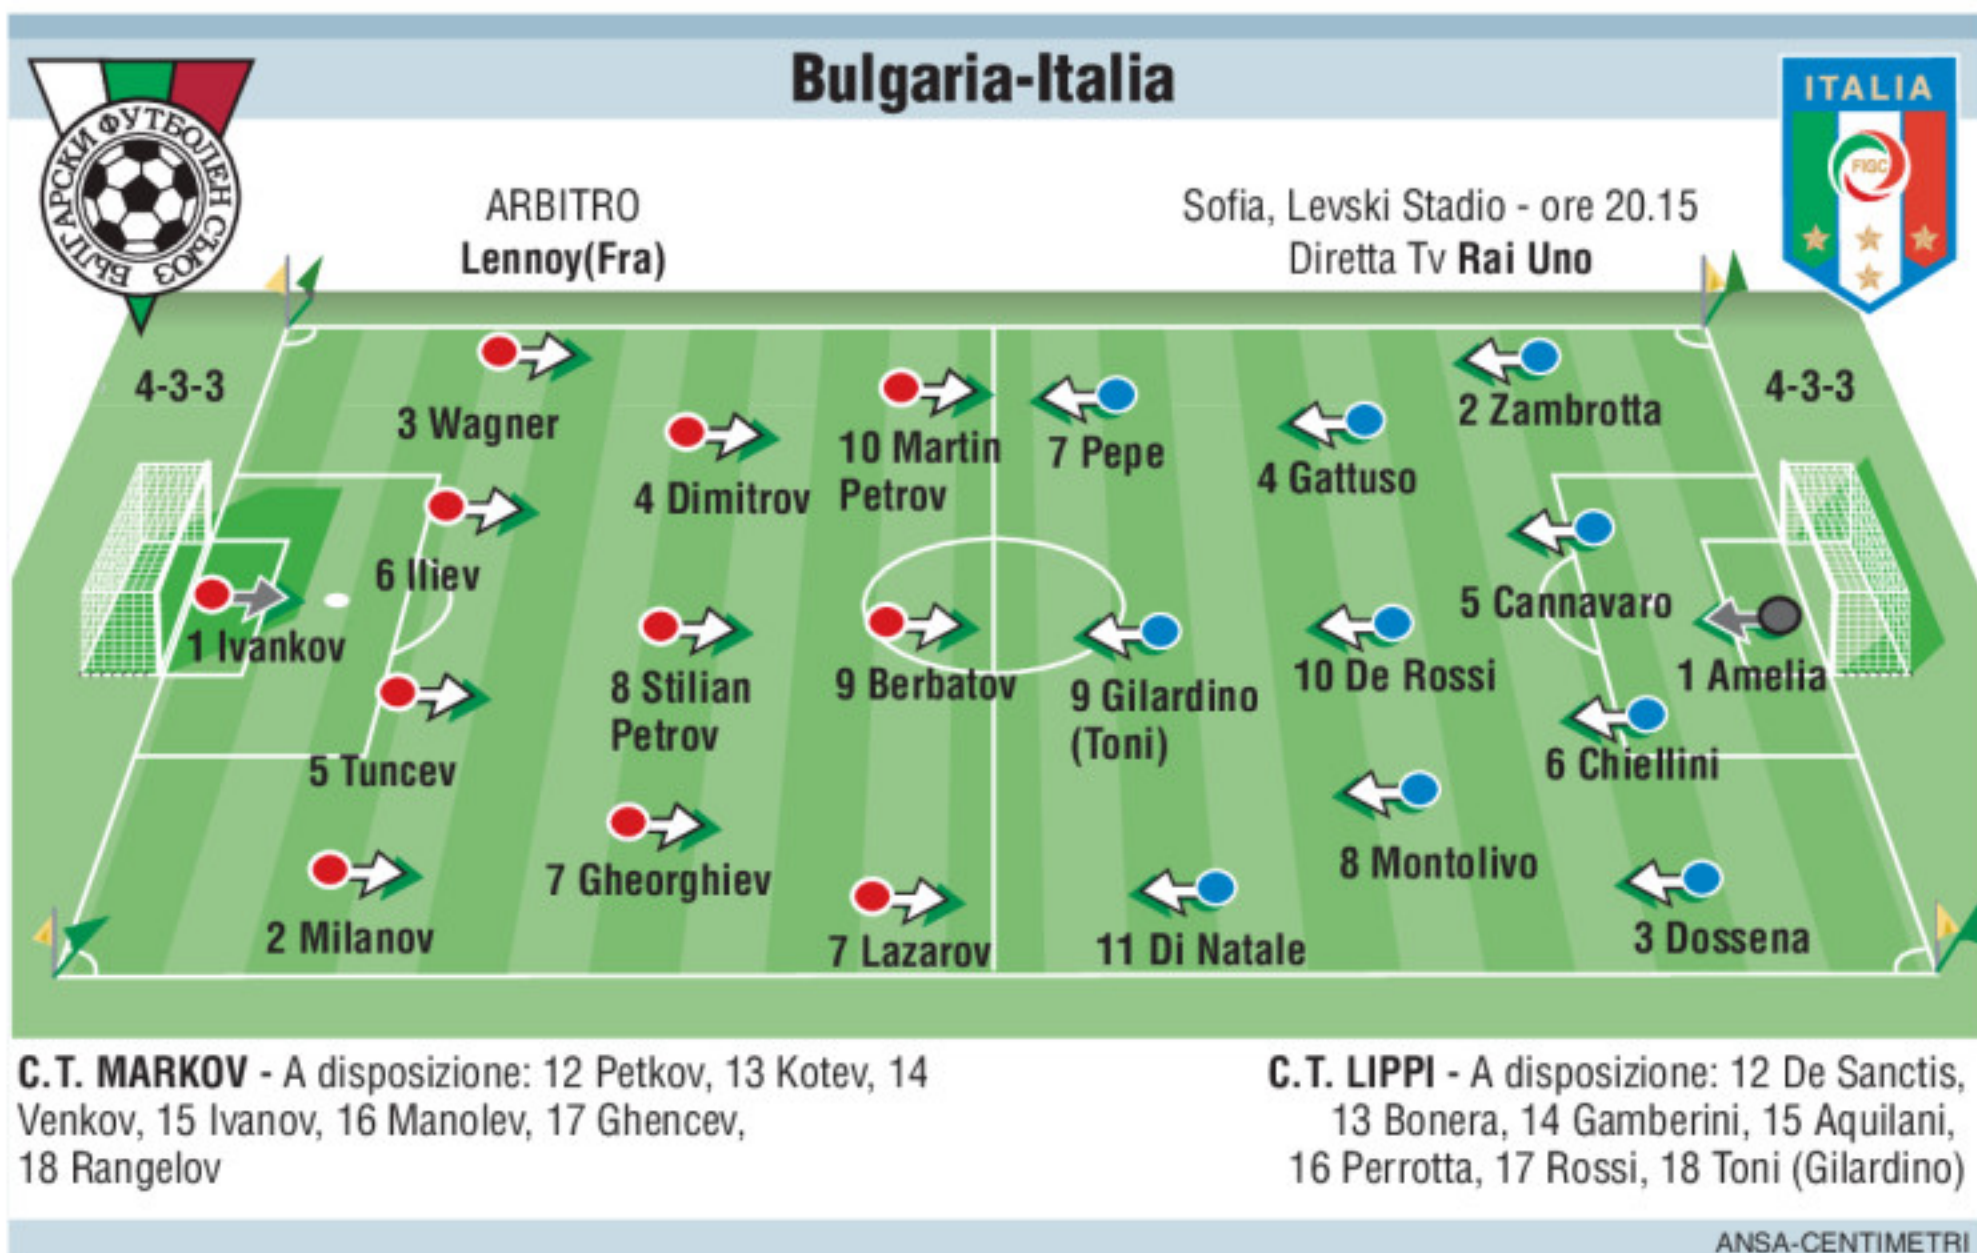 Bulgaria-Italia
БЪЛГАРСКИ ФУТБОЛЕН СЪЮЗ
ITALIA
FIGC
ARBITRO
Lennoy(Fra)
Sofia, Levski Stadio - ore 20.15
Diretta Tv Rai Uno
4-3-3
4-3-3
3 Wagner
4 Dimitrov
10 Martin
Petrov
7 Pepe
4 Gattuso
2 Zambrotta
6 Iliev
1 Ivankov
5 Tuncev
8 Stilian
Petrov
9 Berbatov
9 Gilardino
(Toni)
10 De Rossi
5 Cannavaro
1 Amelia
6 Chiellini
2 Milanov
7 Gheorghiev
7 Lazarov
11 Di Natale
8 Montolivo
3 Dossena
C.T. MARKOV - A disposizione: 12 Petkov, 13 Kotev, 14
Venkov, 15 Ivanov, 16 Manolev, 17 Ghencev,
18 Rangelov
C.T. LIPPI - A disposizione: 12 De Sanctis,
13 Bonera, 14 Gamberini, 15 Aquilani,
16 Perrotta, 17 Rossi, 18 Toni (Gilardino)
ANSA-CENTIMETRI